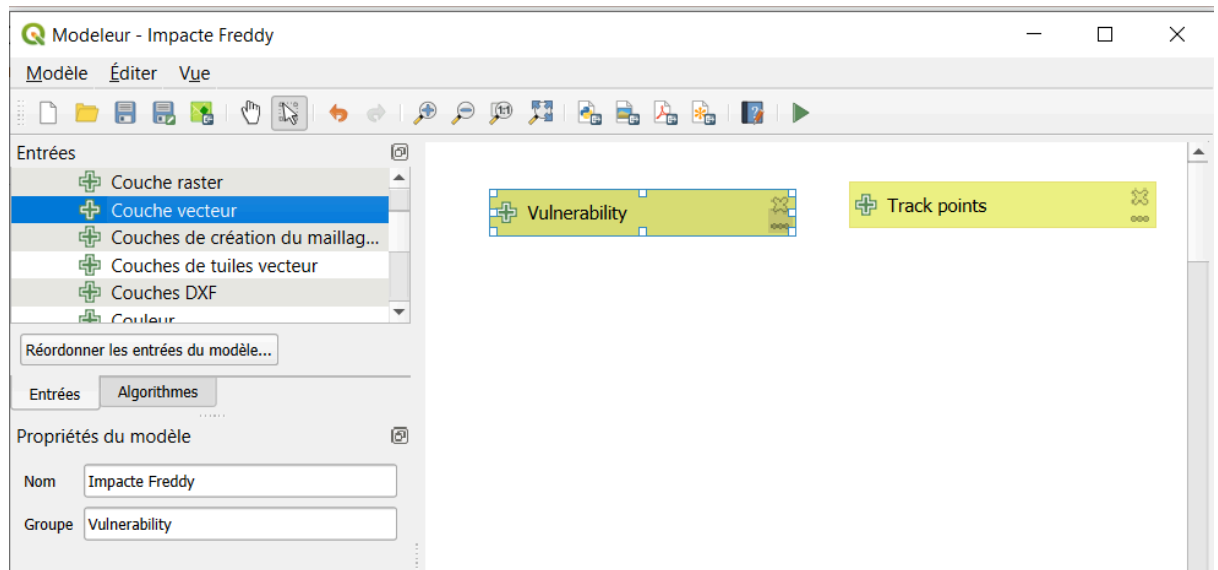 Modeleur - Impacte Freddy
Modèle Éditer Vue
Entrées
Couche raster
Couche vecteur
Couches de création du maillag...
Couches de tuiles vecteur
Couches DXF
Couleur
Réordonner les entrées du modèle...
Entrées Algorithmes
Propriétés du modèle
Nom Impacte Freddy
Groupe Vulnerability
Vulnerability
Track points